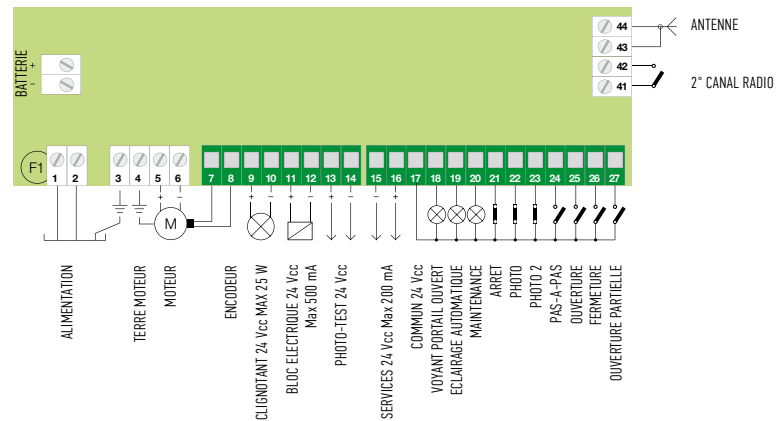 44 ANTENNE
43
42
41 2° CANAL RADIO
BATTERIE
+
-
F1
1 2 3 4 5 6 7 8 9 10 11 12 13 14 15 16 17 18 19 20 21 22 23 24 25 26 27
+ - + - + - + - - +
M
ALIMENTATION
TERRE MOTEUR
MOTEUR
ENCODEUR
CLIGNOTANT 24 Vcc MAX 25 W
BLOC ELECTRIQUE 24 Vcc
Max 500 mA
PHOTO-TEST 24 Vcc
SERVICES 24 Vcc Max 200 mA
COMMUN 24 Vcc
VOYANT PORTAIL OUVERT
ECLAIRAGE AUTOMATIQUE
MAINTENANCE
ARRET
PHOTO
PHOTO 2
PAS-A-PAS
OUVERTURE
FERMETURE
OUVERTURE PARTIELLE